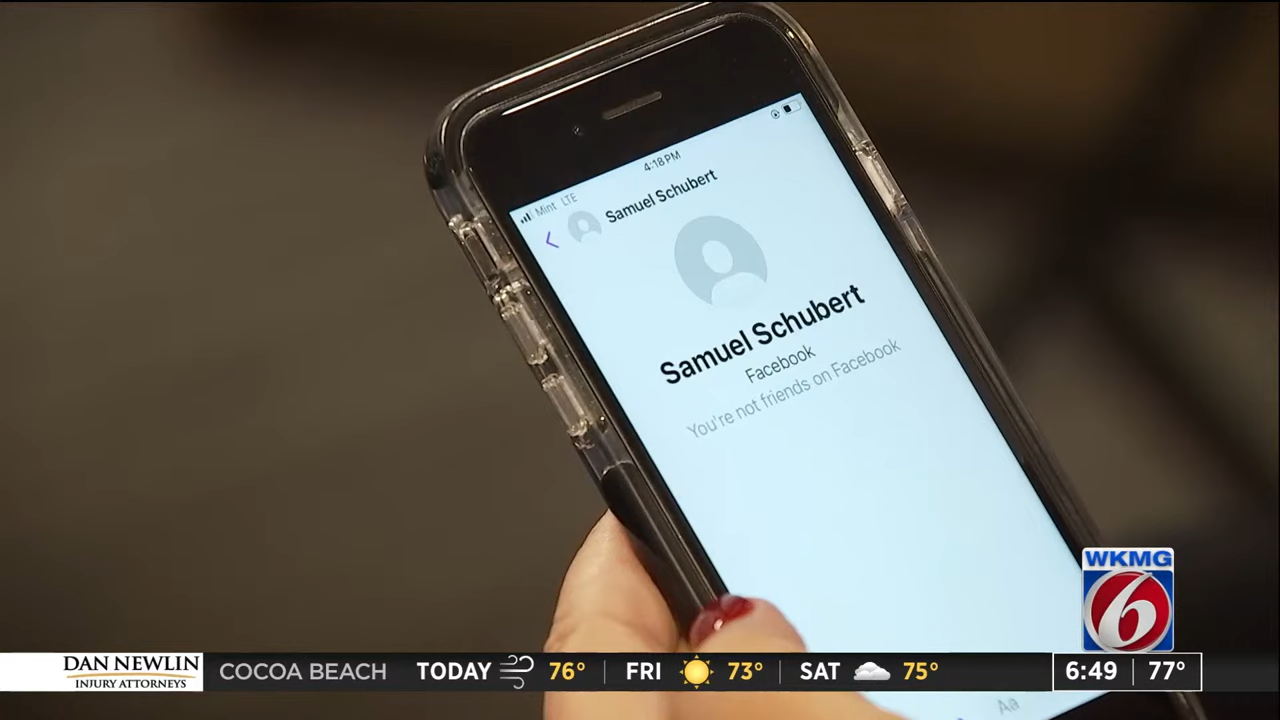 4:18 PM
Mint LTE
Samuel Schubert
Samuel Schubert
Facebook
You're not friends on Facebook
Aa
WKMG
6
DAN NEWLIN
INJURY ATTORNEYS
COCOA BEACH TODAY 76° FRI 73° SAT 75°
6:49 77°